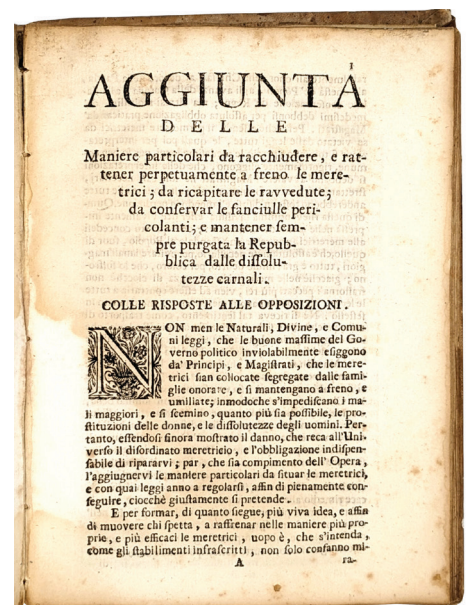 1
AGGIUNTA
DELLE
Maniere particolari da racchiudere, e rat-
tener perpetuamente a freno le mere-
trici; da ricapitare le ravvedute;
da conservar le fanciulle peri-
colanti; e mantener sem-
pre purgata la Repub-
blica dalle dissolu-
tezze carnali.
COLLE RISPOSTE ALLE OPPOSIZIONI.
NON men le Naturali, Divine, e Comu-
ni leggi, che le buone massime del Go-
verno politico inviolabilmente esiggono
da' Principi, e Magistrati, che le mere-
trici sian collocate segregate dalle fami-
glie onorate, e si mantengano a freno, e
umiliate; inmodoche s'impediscano i ma-
li maggiori, e si scemino, quanto più sia possibile, le pro-
stituzioni delle donne, e le dissolutezze degli uomini. Per-
tanto, essendosi finora mostrato il danno, che reca all'Uni-
verso il disordinato meretricio, e l'obbligazione indispen-
sabile di ripararvi; par, che sia compimento dell' Opera,
l'aggiugnervi le maniere particolari da situar le meretrici,
e con quai leggi anno a regolarsi, affin di pienamente con-
seguire, ciocchè giustamente si pretende.
E per formar, di quanto siegue, più viva idea, e affin
di muovere chi spetta, a raffrenar nelle maniere più pro-
prie, e più efficaci le meretrici, uopo è, che s'intenda,
come gli stabilimenti infrascritti, non solo confanno mi-
A
ra-